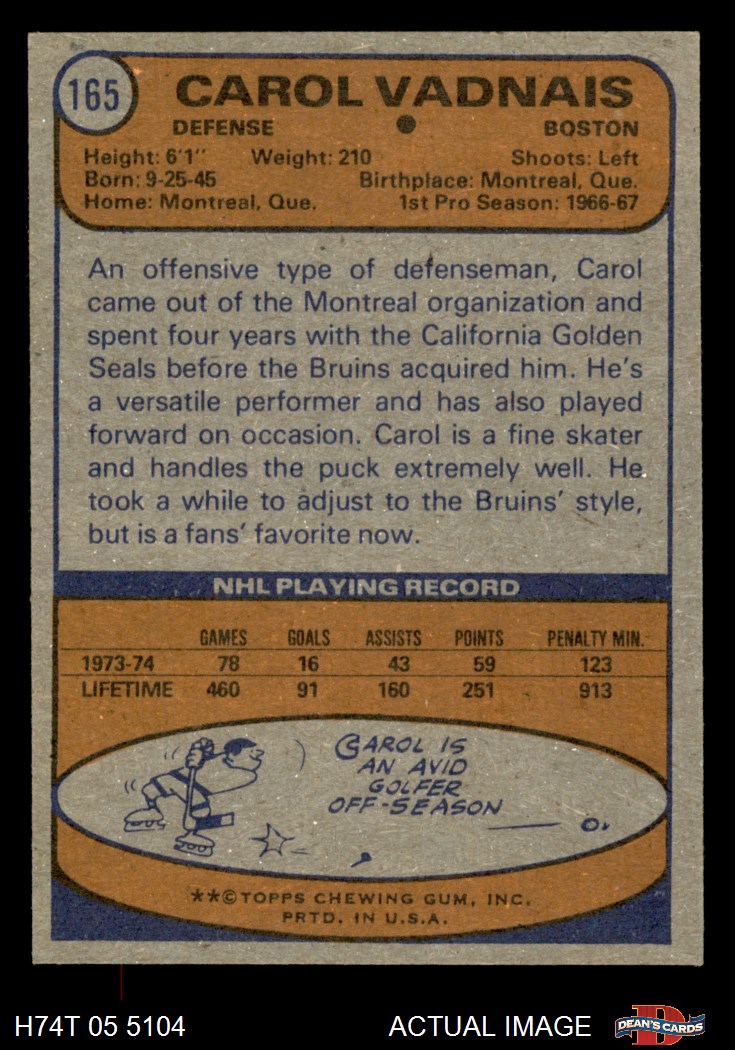 165
CAROL VADNAIS
DEFENSE • BOSTON
Height: 6'1" Weight: 210 Shoots: Left
Born: 9-25-45 Birthplace: Montreal, Que.
Home: Montreal, Que. 1st Pro Season: 1966-67
An offensive type of defenseman, Carol
came out of the Montreal organization and
spent four years with the California Golden
Seals before the Bruins acquired him. He's
a versatile performer and has also played
forward on occasion. Carol is a fine skater
and handles the puck extremely well. He
took a while to adjust to the Bruins' style,
but is a fans' favorite now.
NHL PLAYING RECORD
GAMES GOALS ASSISTS POINTS PENALTY MIN.
1973-74 78 16 43 59 123
LIFETIME 460 91 160 251 913
CAROL IS
AN AVID
GOLFER
OFF-SEASON
**©TOPPS CHEWING GUM, INC.
PRTD. IN U.S.A.
H74T 05 5104 ACTUAL IMAGE D DEAN'S CARDS